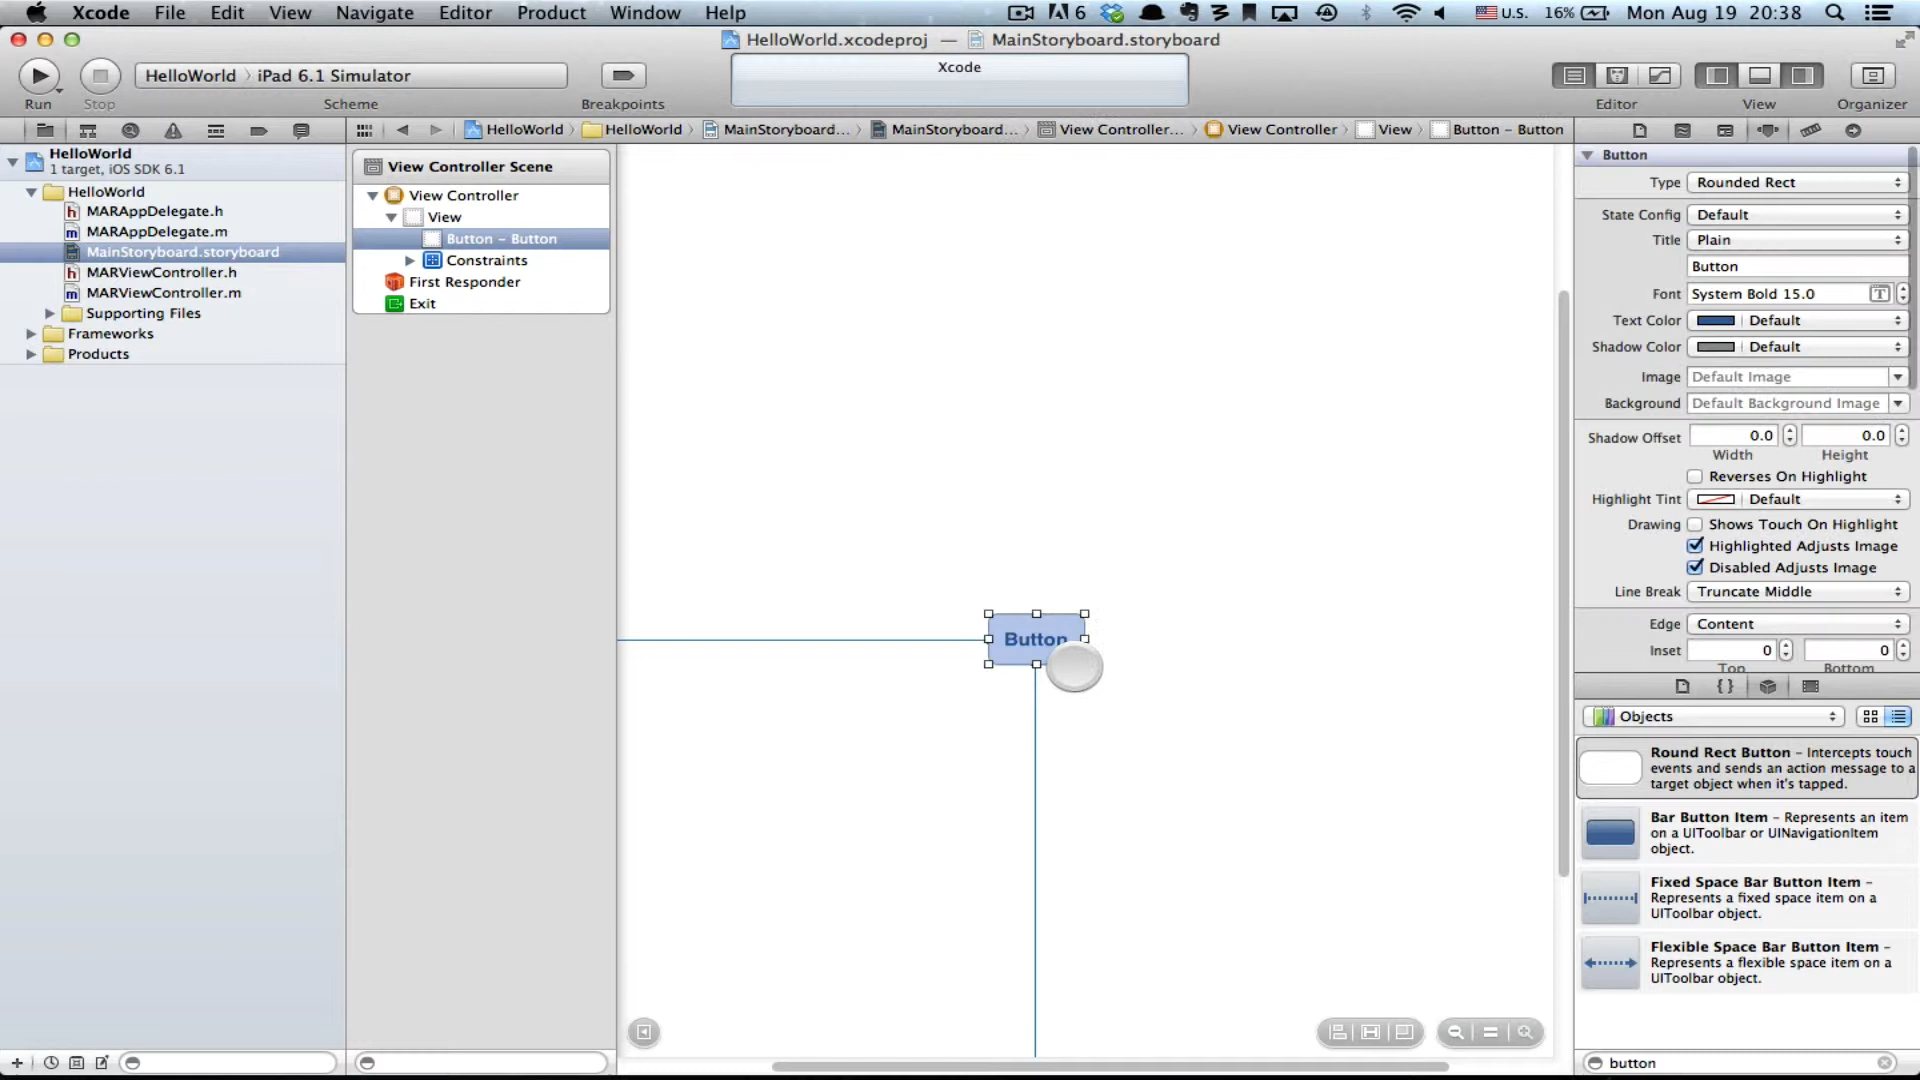 Xcode File Edit View Navigate Editor Product Window Help 6 U.S. 16% Mon Aug 19 20:38
HelloWorld.xcodeproj — MainStoryboard.storyboard
HelloWorld iPad 6.1 Simulator
Xcode
Run Stop Scheme Breakpoints Editor View Organizer
HelloWorld HelloWorld MainStoryboard... MainStoryboard... View Controller... View Controller View Button - Button
HelloWorld
1 target, iOS SDK 6.1
HelloWorld
MARAppDelegate.h
MARAppDelegate.m
MainStoryboard.storyboard
MARViewController.h
MARViewController.m
Supporting Files
Frameworks
Products
View Controller Scene
View Controller
View
Button - Button
Constraints
First Responder
Exit
Button
Button
Type Rounded Rect
State Config Default
Title Plain
Button
Font System Bold 15.0
Text Color Default
Shadow Color Default
Image Default Image
Background Default Background Image
Shadow Offset 0.0 0.0
Width Height
Reverses On Highlight
Highlight Tint Default
Drawing Shows Touch On Highlight
Highlighted Adjusts Image
Disabled Adjusts Image
Line Break Truncate Middle
Edge Content
Inset 0 0
Top Bottom
Objects
Round Rect Button - Intercepts touch
events and sends an action message to a
target object when it's tapped.
Bar Button Item - Represents an item
on a UIToolbar or UINavigationItem
object.
Fixed Space Bar Button Item -
Represents a fixed space item on a
UIToolbar object.
Flexible Space Bar Button Item -
Represents a flexible space item on a
UIToolbar object.
button